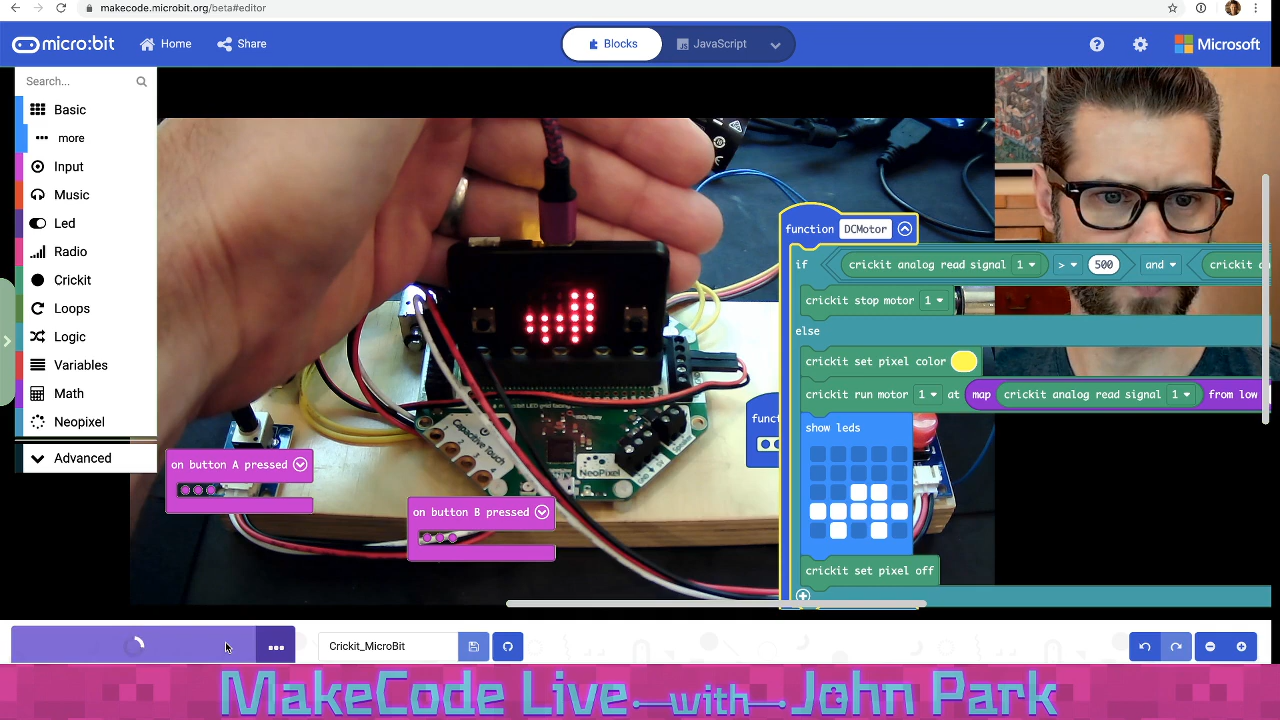 makecode.microbit.org/beta#editor
micro:bit
Home
Share
Blocks
JavaScript
Microsoft
Search...
Basic
more
Input
Music
Led
Radio
Crickit
Loops
Logic
Variables
Math
Neopixel
Advanced
on button A pressed
on button B pressed
function DCMotor
if crickit analog read signal 1 > 500 and crickit
crickit stop motor 1
else
crickit set pixel color
crickit run motor 1 at map crickit analog read signal 1 from low
show leds
crickit set pixel off
Capacitive Touch
NeoPixel
Crickit_MicroBit
MakeCode Live with John Park